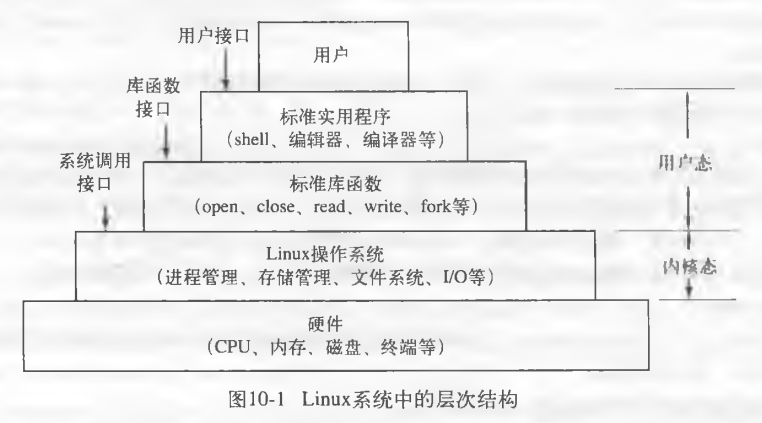 用户接口
用户
库函数
接口
标准实用程序
(shell、编辑器、编译器等)
系统调用
接口
标准库函数
(open、close、read、write、fork等)
用户态
Linux操作系统
(进程管理、存储管理、文件系统、I/O等)
内核态
硬件
(CPU、内存、磁盘、终端等)
图10-1 Linux系统中的层次结构